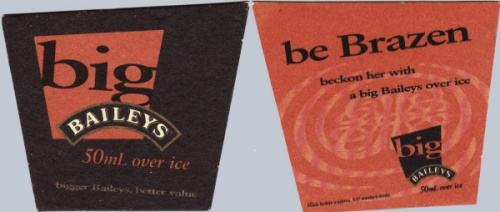 big
BAILEYS
50mL over ice
bigger Baileys, better value
be Brazen
beckon her with
a big Baileys over ice
big
BAILEYS
50mL over ice